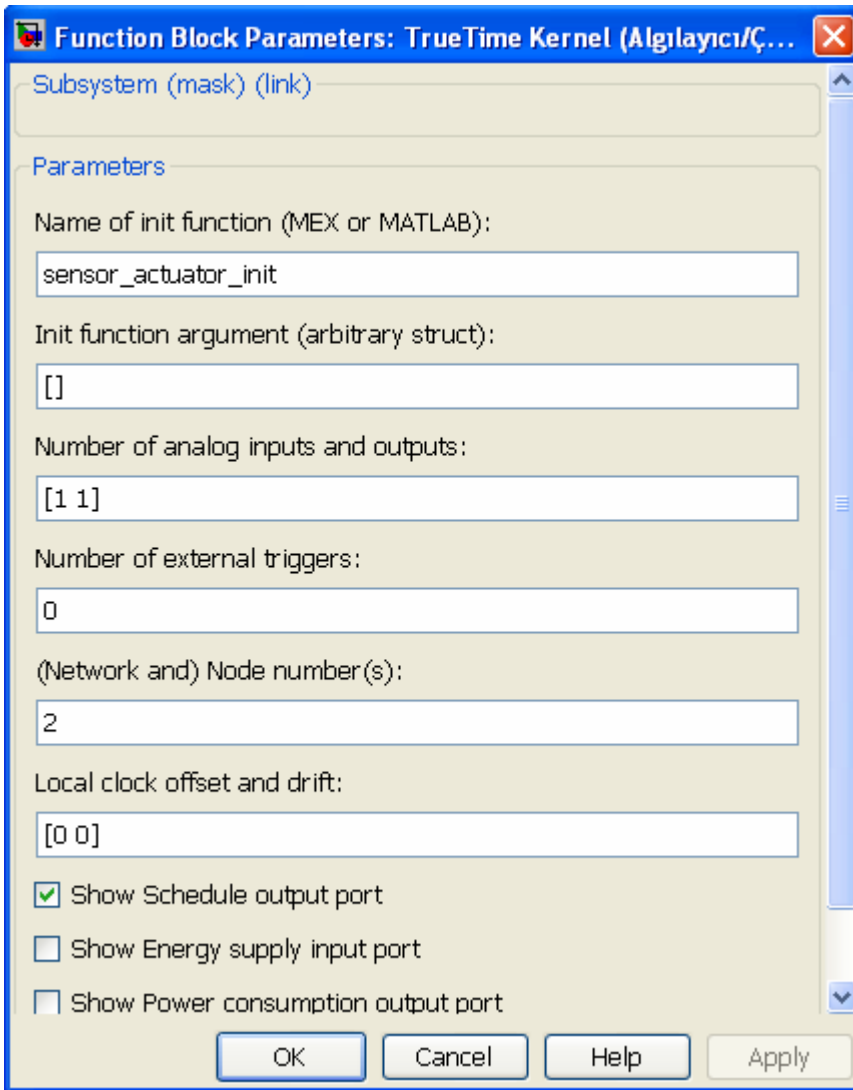 Function Block Parameters: TrueTime Kernel (Algılayıcı/Ç...
Subsystem (mask) (link)
Parameters
Name of init function (MEX or MATLAB):
sensor_actuator_init
Init function argument (arbitrary struct):
[]
Number of analog inputs and outputs:
[1 1]
Number of external triggers:
0
(Network and) Node number(s):
2
Local clock offset and drift:
[0 0]
Show Schedule output port
Show Energy supply input port
Show Power consumption output port
OK Cancel Help Apply